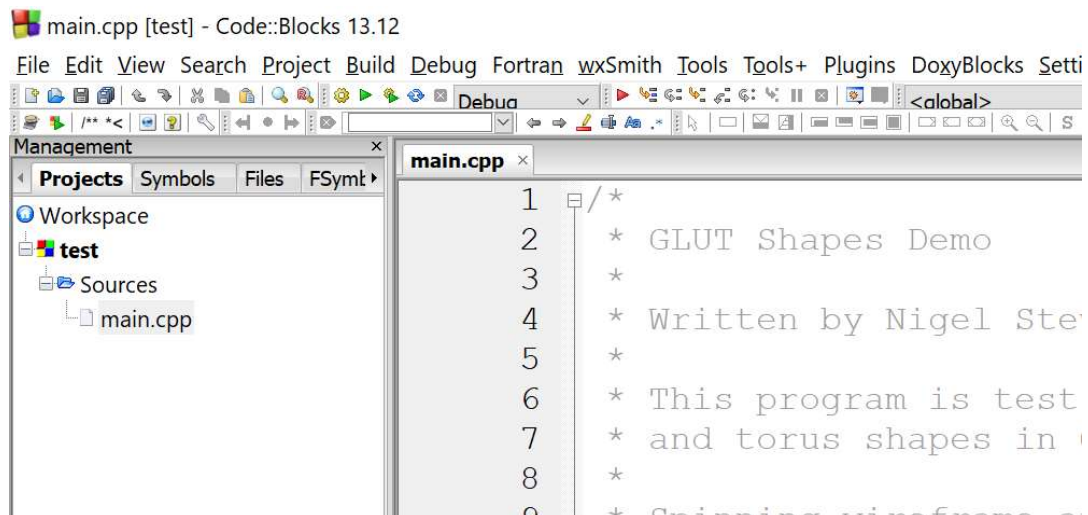 main.cpp [test] - Code::Blocks 13.12
File Edit View Search Project Build Debug Fortran wxSmith Tools Tools+ Plugins DoxyBlocks
Debug <global>
/** *< .* S
Management ×
Projects Symbols Files
main.cpp ×
Workspace
test
Sources
main.cpp
1 /*
2 * GLUT Shapes Demo
3 *
4 * Written by Nigel
5 *
6 * This program is test
7 * and torus shapes in
8 *